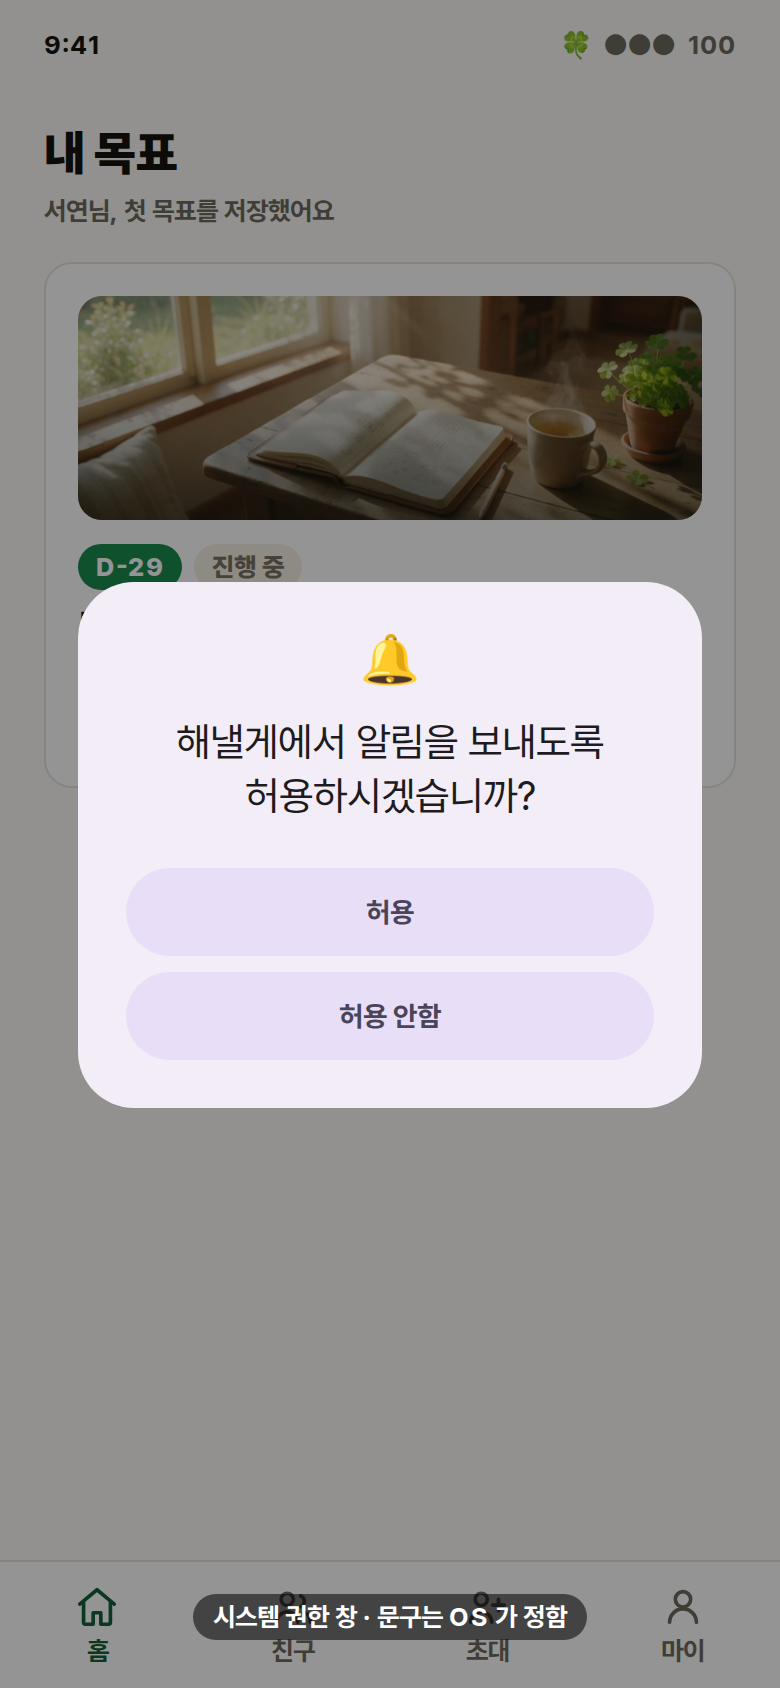 9:41
100
내 목표
서연님, 첫 목표를 저장했어요
D-29
진행 중
해낼게에서 알림을 보내도록
허용하시겠습니까?
허용
허용 안함
시스템 권한 창 · 문구는 OS 가 정함
홈
친구
초대
마이